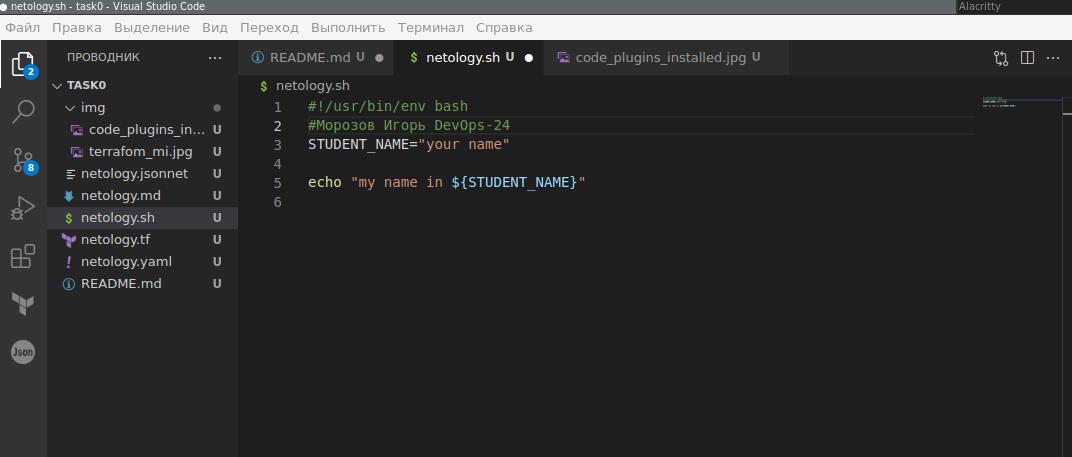 netology.sh - task0 - Visual Studio Code
Alacritty
Файл Правка Выделение Вид Переход Выполнить Терминал Справка
ПРОВОДНИК
TASK0
img
code_plugins_in... U
terrafom_mi.jpg U
netology.jsonnet U
netology.md U
netology.sh U
netology.tf U
netology.yaml U
README.md U
2
8
Json
README.md U
netology.sh U
code_plugins_installed.jpg U
$ netology.sh
1 #!/usr/bin/env bash
2 #Морозов Игорь DevOps-24
3 STUDENT_NAME="your name"
4
5 echo "my name in ${STUDENT_NAME}"
6